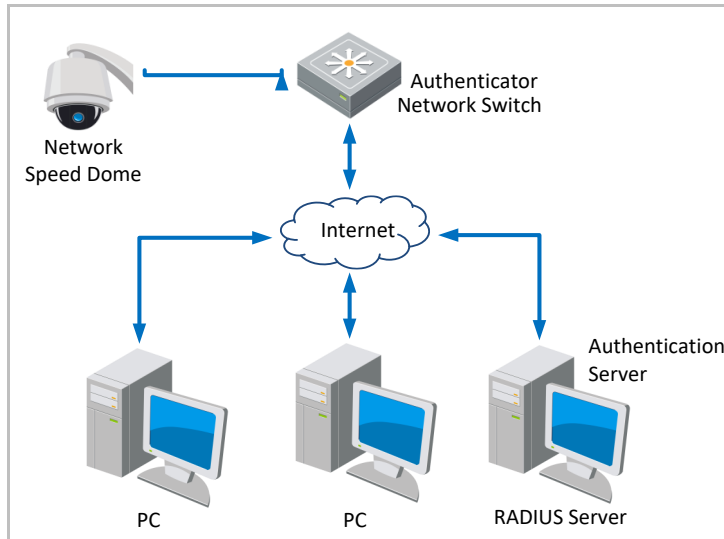 Authenticator
Network Switch
Network
Speed Dome
Internet
Authentication
Server
PC
PC
RADIUS Server